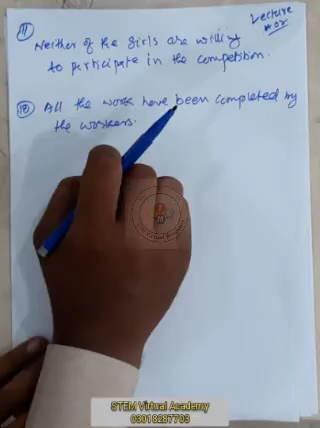 Lecture
#02
17) Neither of the girls are willing
to participate in the competition.
18) All the work have been completed by
the workers.
STEM Virtual Academy
03018287703